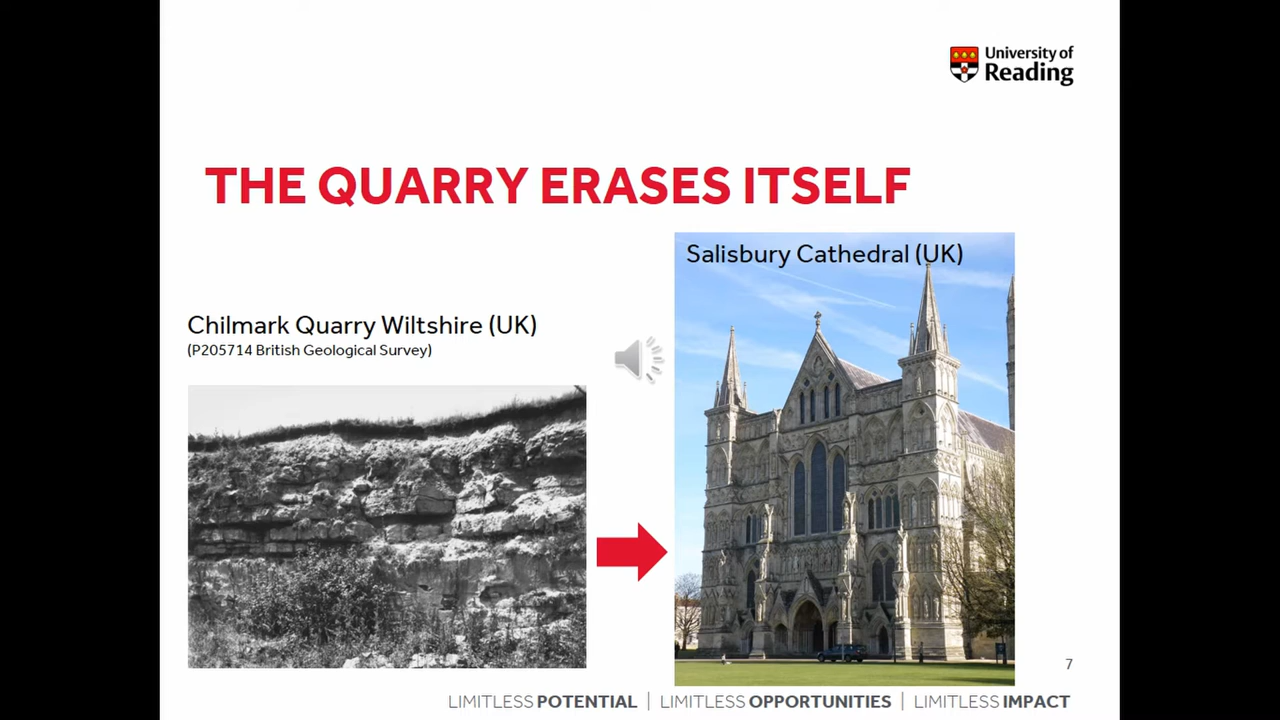 University of
Reading
THE QUARRY ERASES ITSELF
Salisbury Cathedral (UK)
Chilmark Quarry Wiltshire (UK)
(P205714 British Geological Survey)
7
LIMITLESS POTENTIAL | LIMITLESS OPPORTUNITIES | LIMITLESS IMPACT